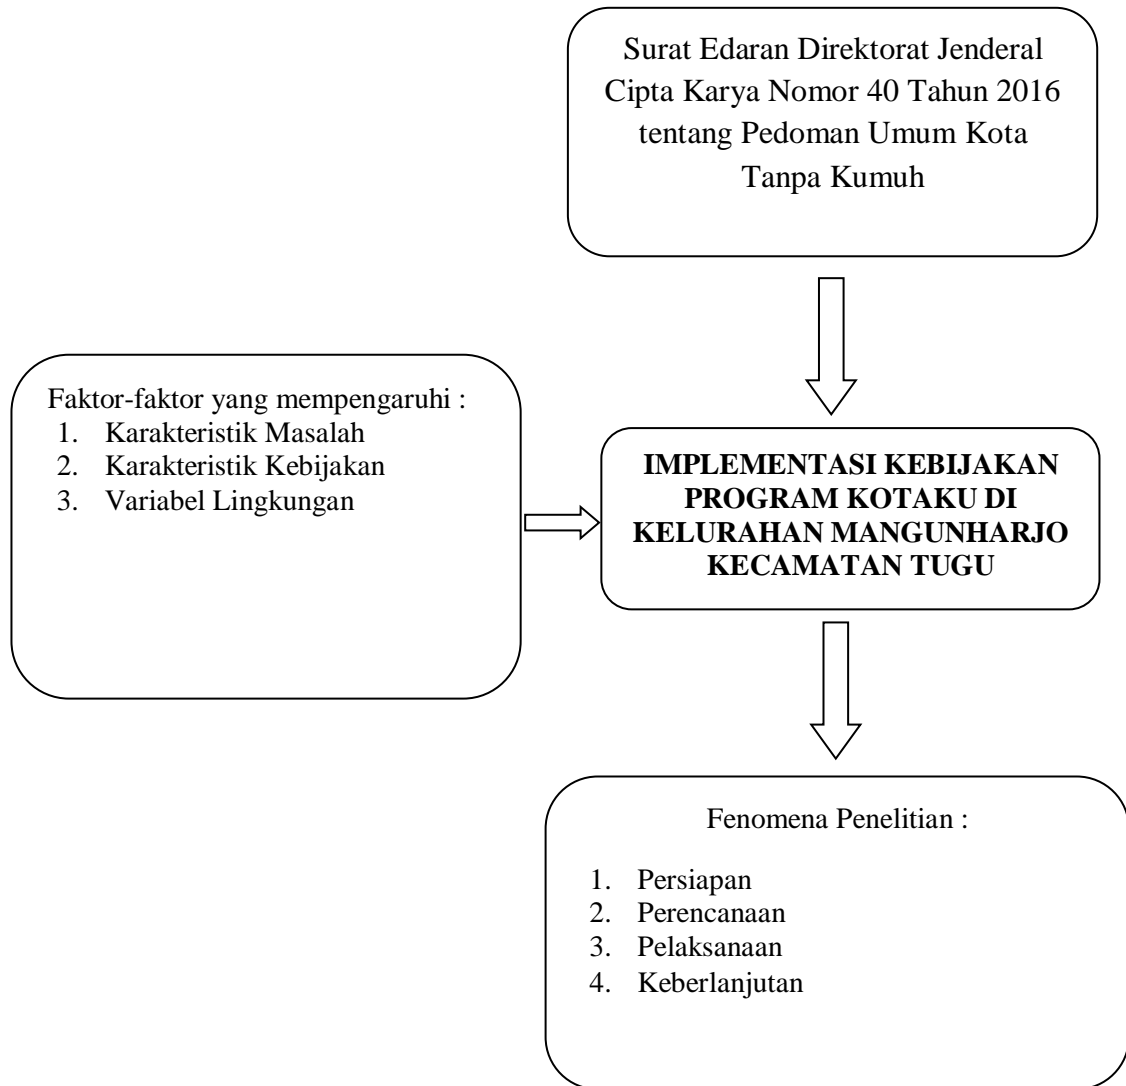 Surat Edaran Direktorat Jenderal
Cipta Karya Nomor 40 Tahun 2016
tentang Pedoman Umum Kota
Tanpa Kumuh
Faktor-faktor yang mempengaruhi :
1. Karakteristik Masalah
2. Karakteristik Kebijakan
3. Variabel Lingkungan
IMPLEMENTASI KEBIJAKAN
PROGRAM KOTAKU DI
KELURAHAN MANGUNHARJO
KECAMATAN TUGU
Fenomena Penelitian :
1. Persiapan
2. Perencanaan
3. Pelaksanaan
4. Keberlanjutan